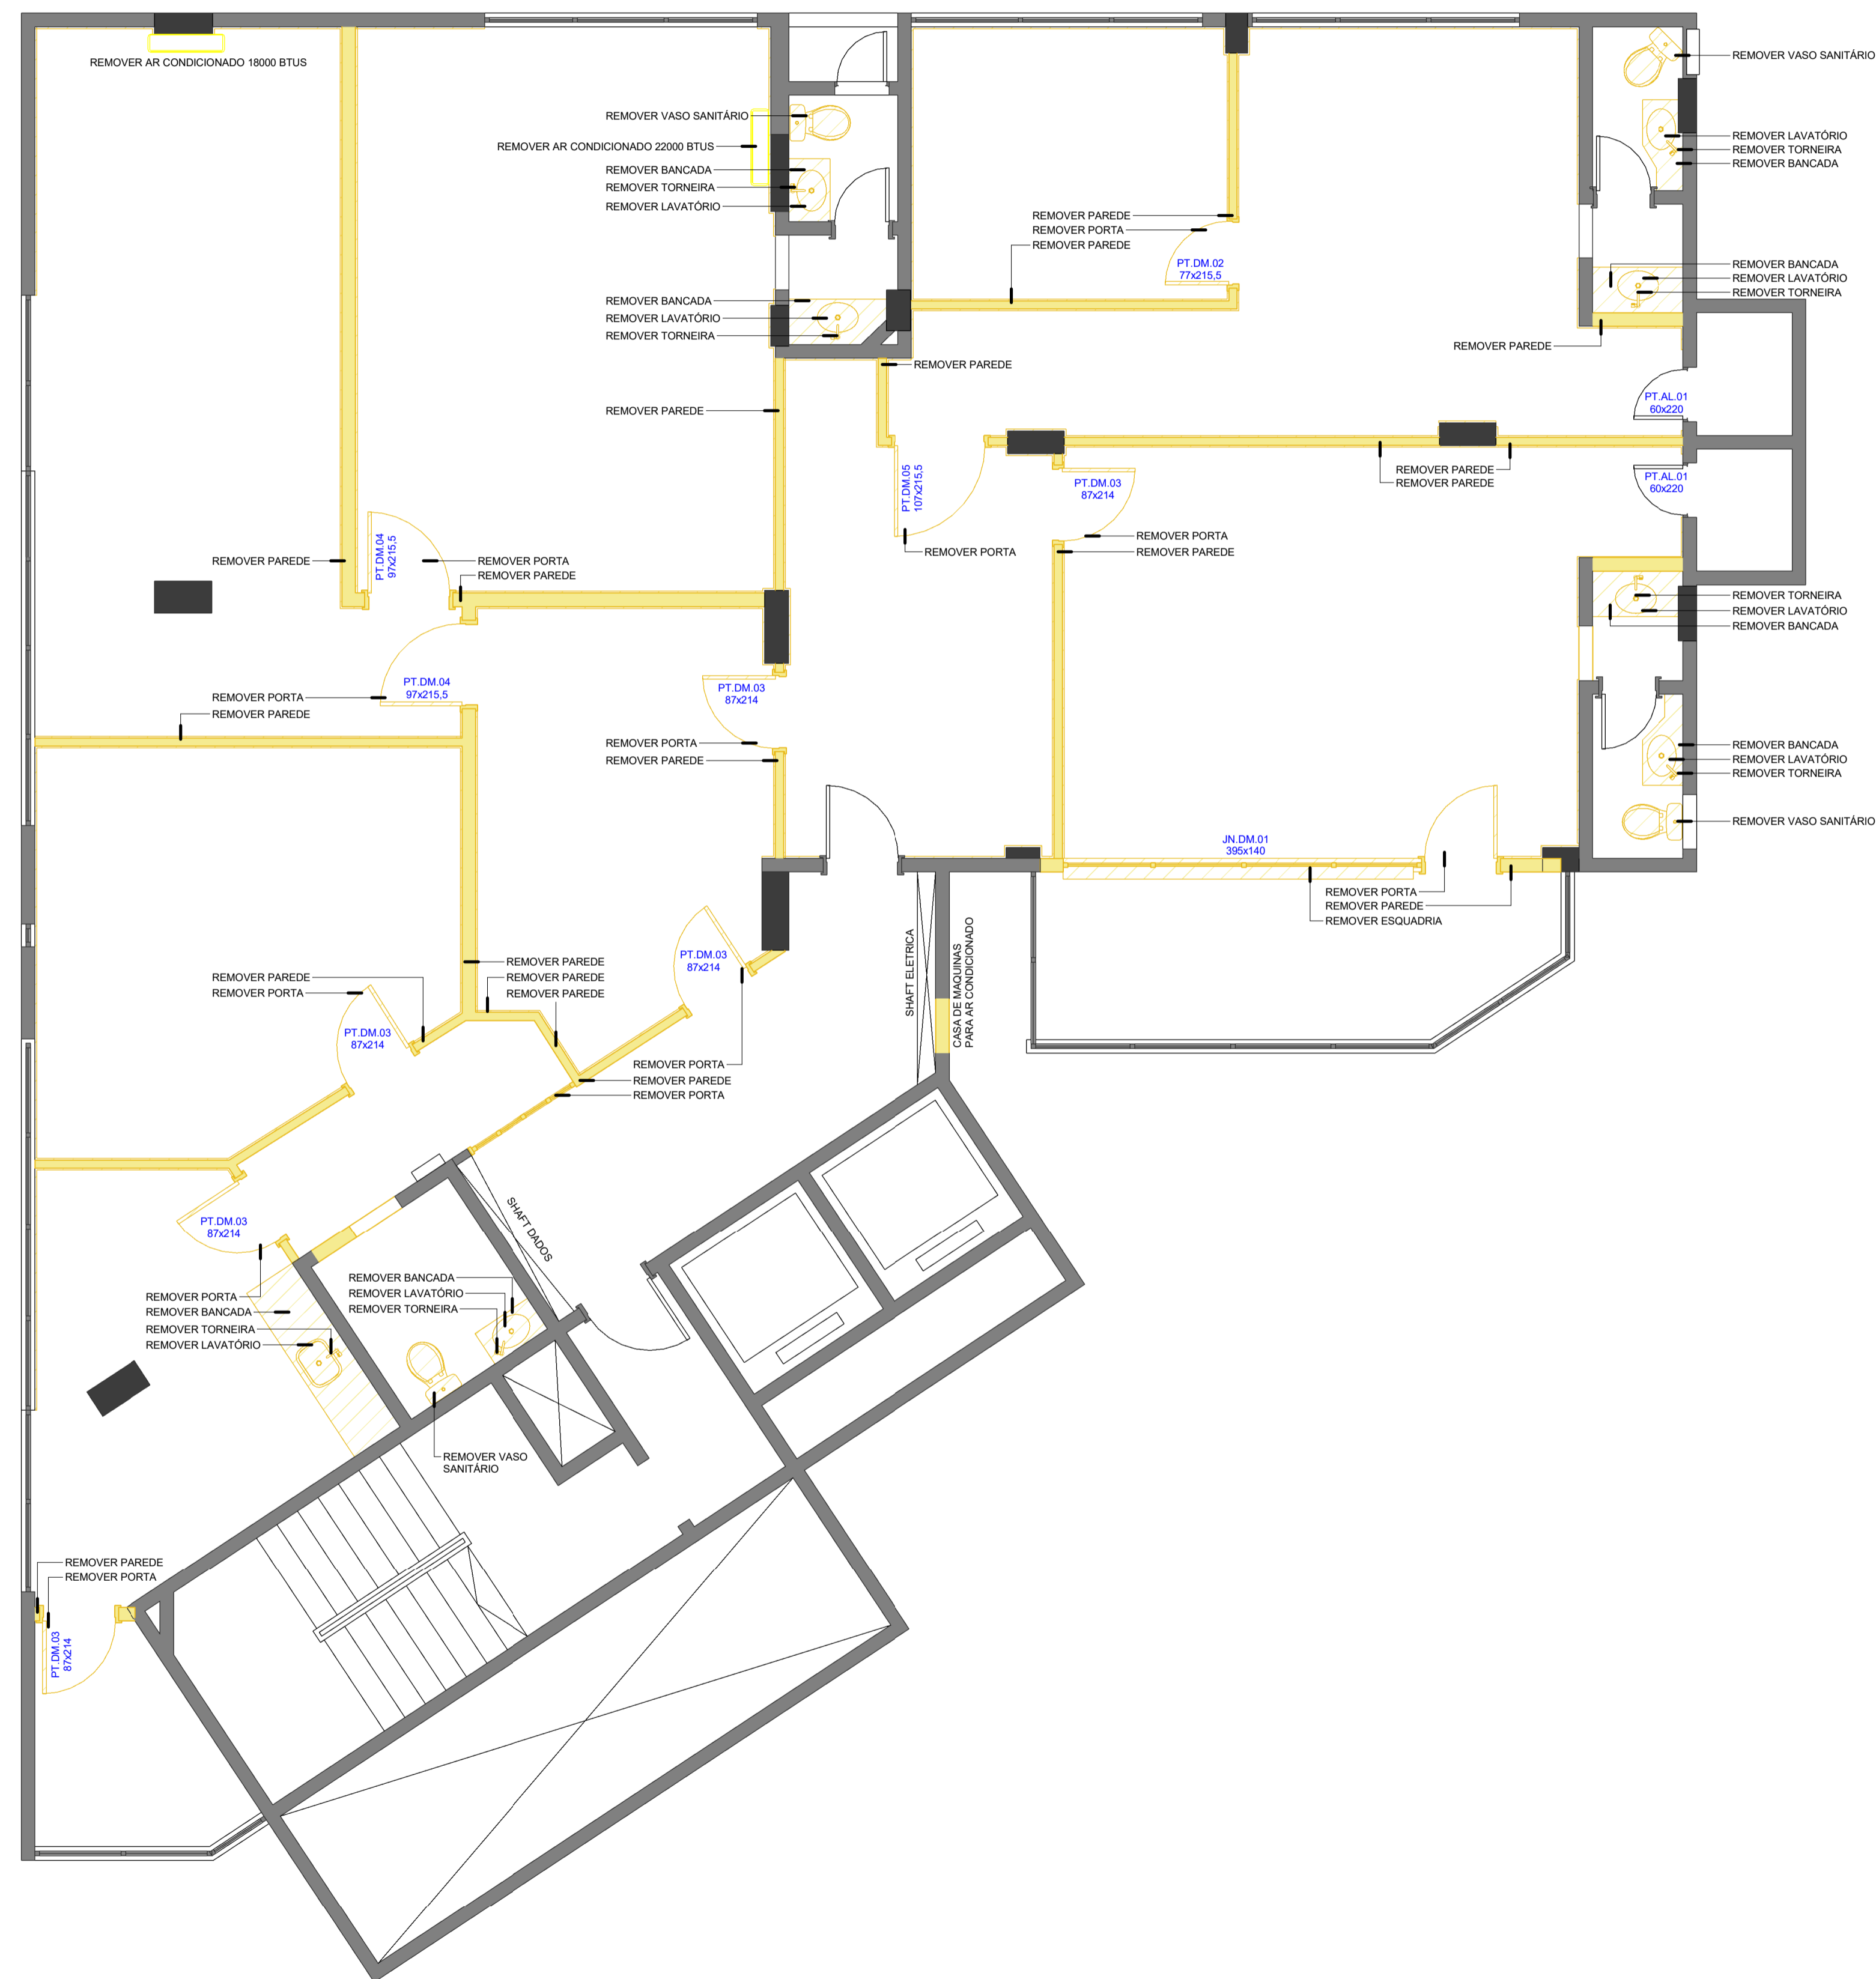 REMOVER AR CONDICIONADO 18000 BTUS
REMOVER VASO SANITÁRIO
REMOVER AR CONDICIONADO 22000 BTUS
REMOVER BANCADA
REMOVER TORNEIRA
REMOVER LAVATÓRIO
REMOVER BANCADA
REMOVER LAVATÓRIO
REMOVER TORNEIRA
REMOVER PAREDE
REMOVER PAREDE
REMOVER PAREDE
REMOVER PORTA
REMOVER PAREDE
PT.DM.02
77x215,5
REMOVER VASO SANITÁRIO
REMOVER LAVATÓRIO
REMOVER TORNEIRA
REMOVER BANCADA
REMOVER BANCADA
REMOVER LAVATÓRIO
REMOVER TORNEIRA
REMOVER PAREDE
PT.AL.01
60x220
REMOVER PAREDE
REMOVER PAREDE
PT.AL.01
60x220
PT.DM.05
107x215,5
REMOVER PORTA
PT.DM.03
87x214
REMOVER PORTA
REMOVER PAREDE
REMOVER PAREDE
PT.DM.04
97x215,5
REMOVER PORTA
REMOVER PAREDE
REMOVER TORNEIRA
REMOVER LAVATÓRIO
REMOVER BANCADA
REMOVER PORTA
REMOVER PAREDE
PT.DM.04
97x215,5
PT.DM.03
87x214
REMOVER PORTA
REMOVER PAREDE
REMOVER BANCADA
REMOVER LAVATÓRIO
REMOVER TORNEIRA
REMOVER VASO SANITÁRIO
JN.DM.01
395x140
REMOVER PORTA
REMOVER PAREDE
REMOVER ESQUADRIA
SHAFT ELETRICA
CASA DE MAQUINAS
PARA AR CONDICIONADO
PT.DM.03
87x214
REMOVER PAREDE
REMOVER PAREDE
REMOVER PAREDE
REMOVER PAREDE
REMOVER PORTA
PT.DM.03
87x214
REMOVER PORTA
REMOVER PAREDE
REMOVER PORTA
SHAFT DADOS
PT.DM.03
87x214
REMOVER PORTA
REMOVER BANCADA
REMOVER TORNEIRA
REMOVER LAVATÓRIO
REMOVER BANCADA
REMOVER LAVATÓRIO
REMOVER TORNEIRA
REMOVER VASO
SANITÁRIO
REMOVER PAREDE
REMOVER PORTA
PT.DM.03
87x214